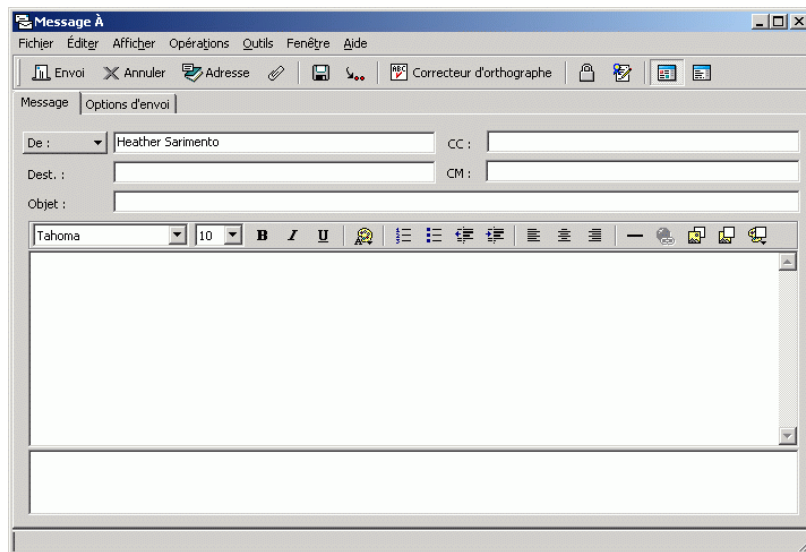 Message À
Fichier Éditer Afficher Opérations Outils Fenêtre Aide
Envoi Annuler Adresse ABC Correcteur d'orthographe
Message Options d'envoi
De : Heather Sarimento CC :
Dest. : CM :
Objet :
Tahoma 10 B I U